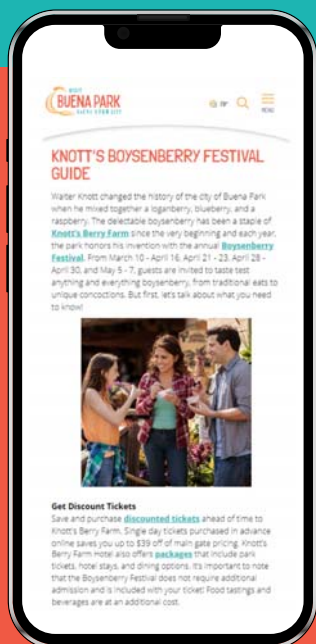 VISIT
BUENA PARK
MENU
KNOTT'S BOYSENBERRY FESTIVAL
GUIDE
Walter Knott changed the history of the city of Buena Park
when he mixed together a loganberry, blueberry, and a
raspberry. The delectable boysenberry has been a staple of
Knott's Berry Farm since the very beginning and each year,
the park honors his invention with the annual Boysenberry
Festival. From March 10 - April 16, April 21 - 23, April 28 -
April 30, and May 5 - 7, guests are invited to taste test
anything and everything boysenberry, from traditional eats to
unique concoctions. But first, let's talk about what you need
to know!
Get Discount Tickets
Save and purchase discounted tickets ahead of time to
Knott's Berry Farm. Single day tickets purchased in advance
online saves you up to $39 off of main gate pricing. Knott's
Berry Farm Hotel also offers packages that include park
tickets, hotel stays, and dining options. It's important to note
that the Boysenberry Festival does not require additional
admission and is included with your ticket! Food tastings and
beverages are at an additional cost.